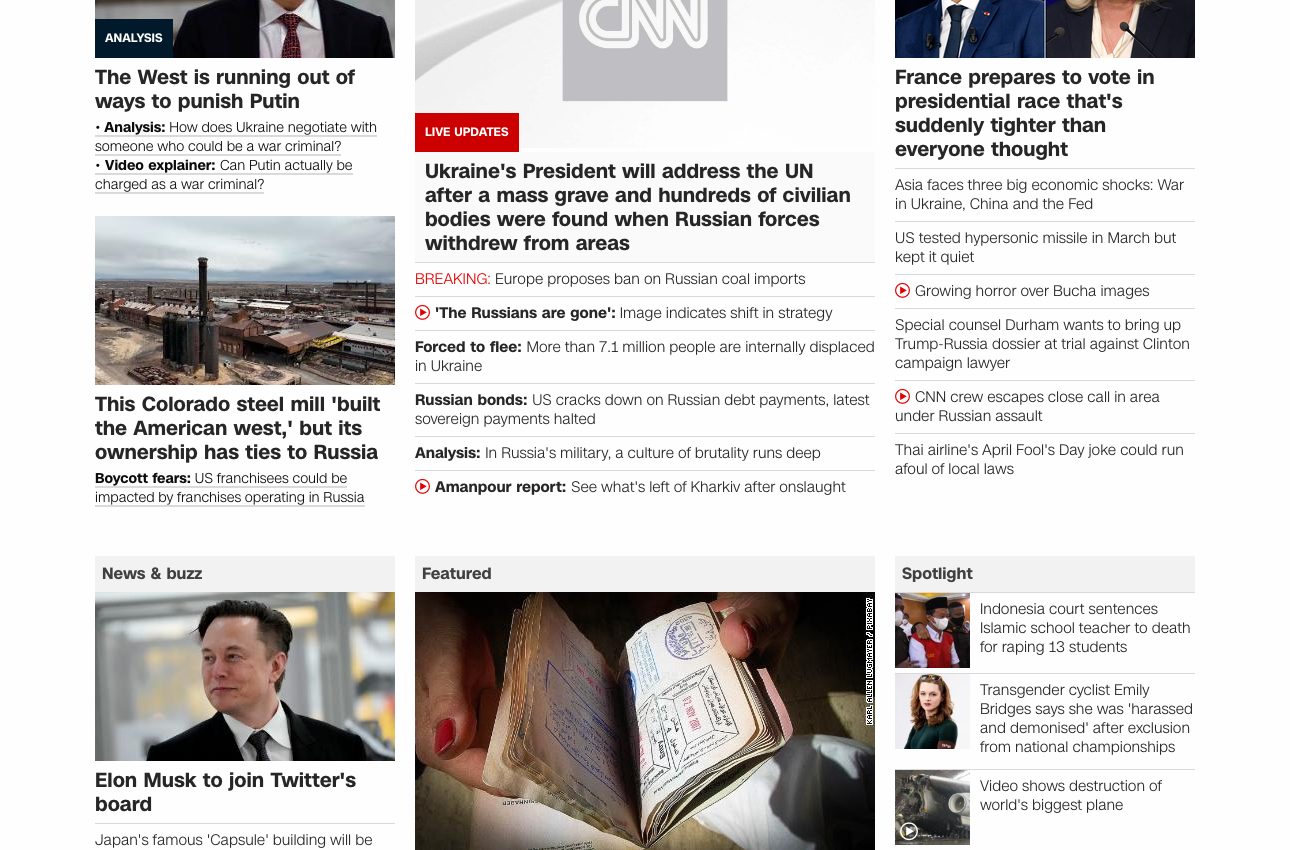 ANALYSIS
The West is running out of
ways to punish Putin
• Analysis: How does Ukraine negotiate with
someone who could be a war criminal?
• Video explainer: Can Putin actually be
charged as a war criminal?
This Colorado steel mill 'built
the American west,' but its
ownership has ties to Russia
Boycott fears: US franchisees could be
impacted by franchises operating in Russia
CNN
LIVE UPDATES
Ukraine's President will address the UN
after a mass grave and hundreds of civilian
bodies were found when Russian forces
withdrew from areas
BREAKING: Europe proposes ban on Russian coal imports
'The Russians are gone': Image indicates shift in strategy
Forced to flee: More than 7.1 million people are internally displaced
in Ukraine
Russian bonds: US cracks down on Russian debt payments, latest
sovereign payments halted
Analysis: In Russia's military, a culture of brutality runs deep
Amanpour report: See what's left of Kharkiv after onslaught
France prepares to vote in
presidential race that's
suddenly tighter than
everyone thought
Asia faces three big economic shocks: War
in Ukraine, China and the Fed
US tested hypersonic missile in March but
kept it quiet
Growing horror over Bucha images
Special counsel Durham wants to bring up
Trump-Russia dossier at trial against Clinton
campaign lawyer
CNN crew escapes close call in area
under Russian assault
Thai airline's April Fool's Day joke could run
afoul of local laws
News & buzz
Elon Musk to join Twitter's
board
Japan's famous 'Capsule' building will be
Featured
KARL ALLEN LUGMAYER / PIXABAY
Spotlight
Indonesia court sentences
Islamic school teacher to death
for raping 13 students
Transgender cyclist Emily
Bridges says she was 'harassed
and demonised' after exclusion
from national championships
Video shows destruction of
world's biggest plane